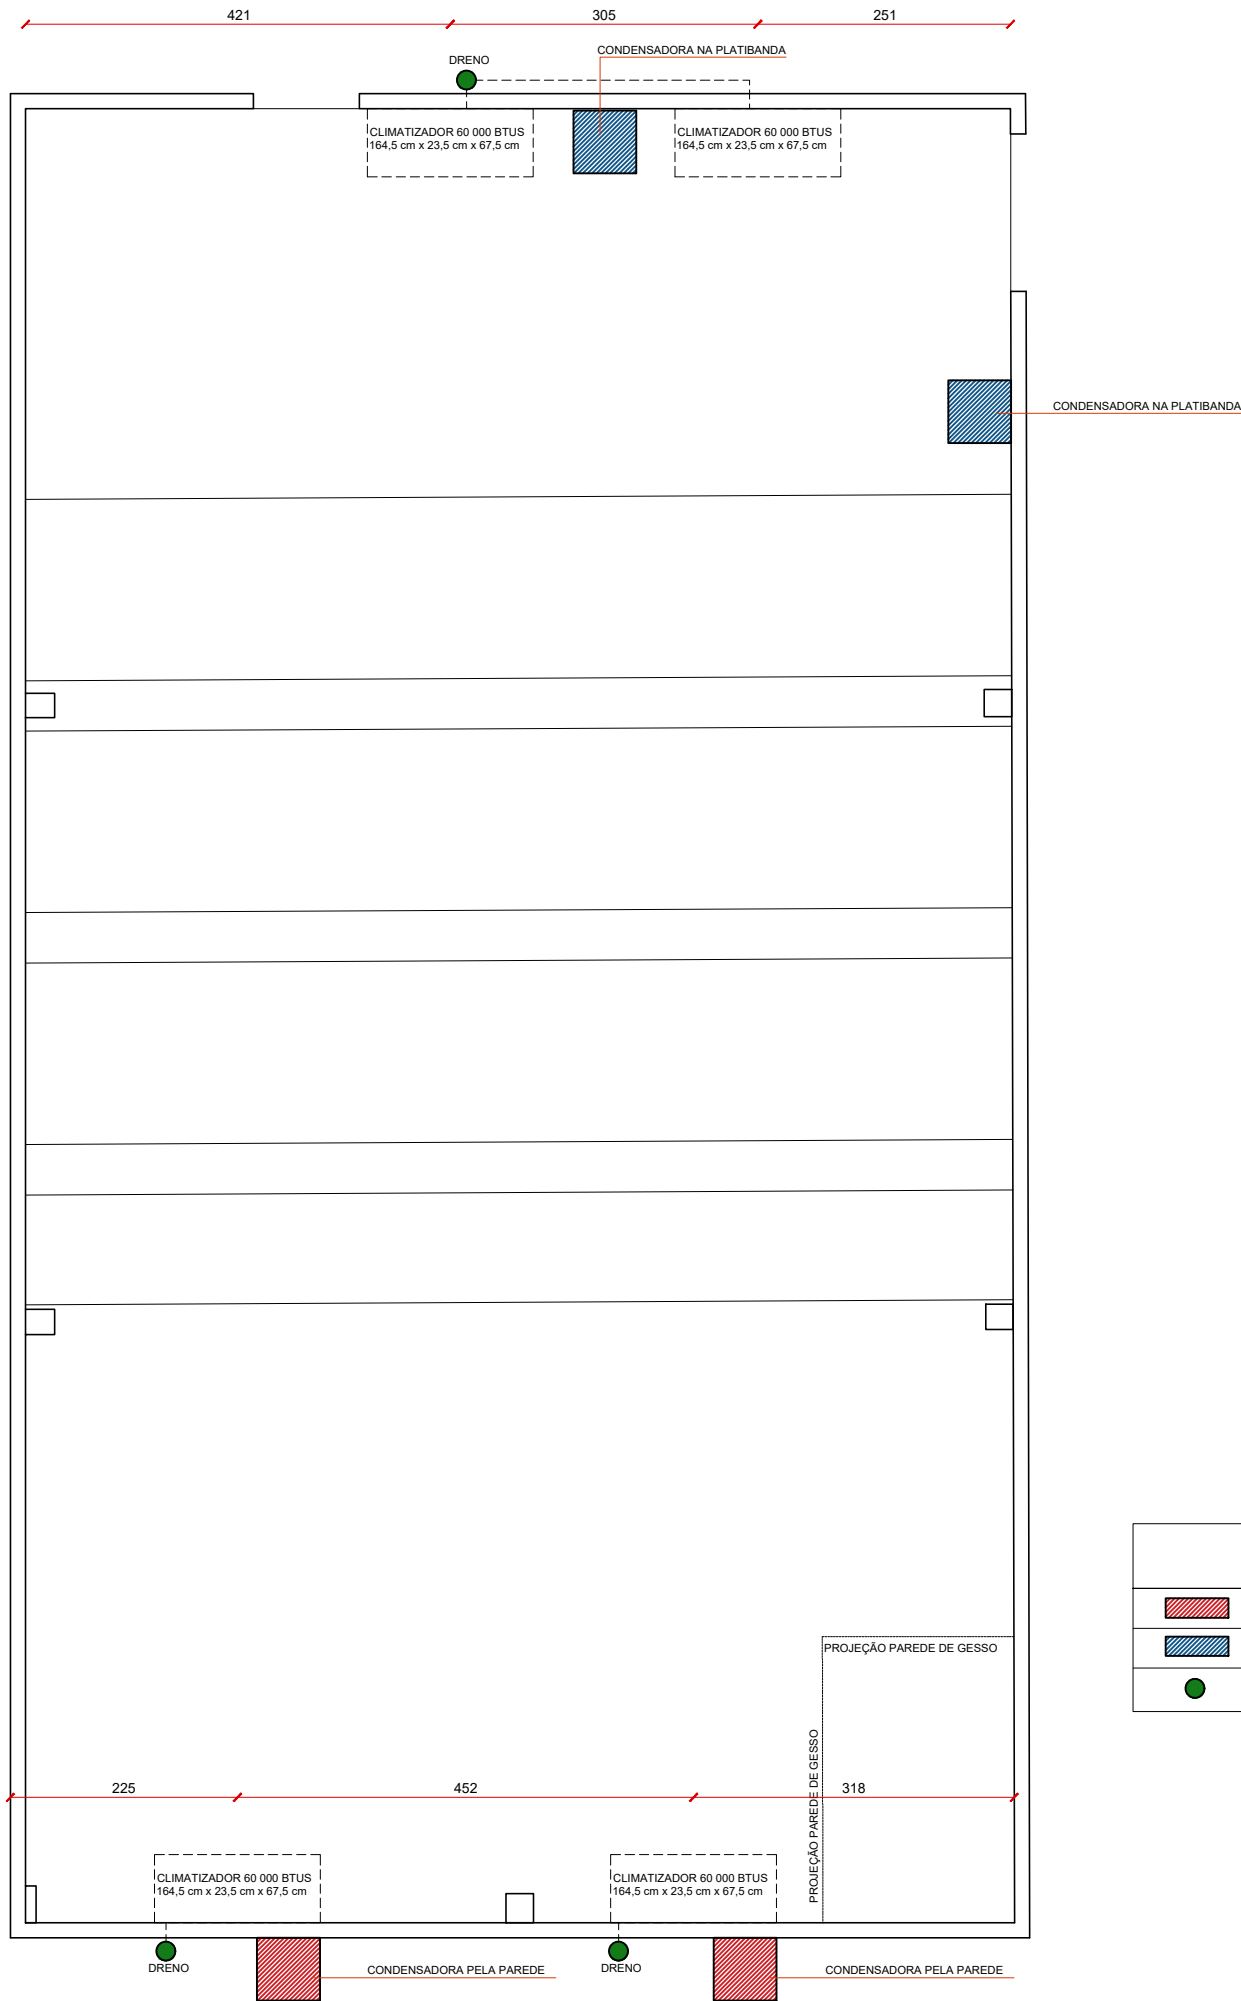 421
305
251
CONDENSADORA NA PLATIBANDA
DRENO
CLIMATIZADOR 60 000 BTUS
164,5 cm x 23,5 cm x 67,5 cm
CLIMATIZADOR 60 000 BTUS
164,5 cm x 23,5 cm x 67,5 cm
CONDENSADORA NA PLATIBANDA
PROJEÇÃO PAREDE DE GESSO
PROJEÇÃO PAREDE DE GESSO
225
452
318
CLIMATIZADOR 60 000 BTUS
164,5 cm x 23,5 cm x 67,5 cm
CLIMATIZADOR 60 000 BTUS
164,5 cm x 23,5 cm x 67,5 cm
DRENO
CONDENSADORA PELA PAREDE
DRENO
CONDENSADORA PELA PAREDE